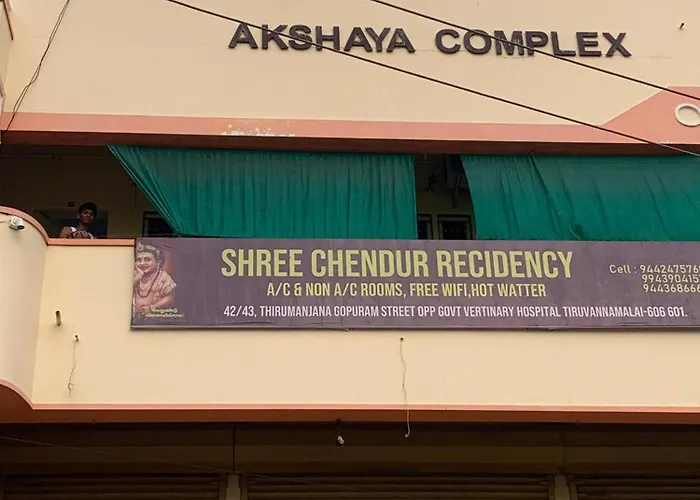 AKSHAYA COMPLEX
SHREE CHENDUR RECIDENCY
A/C & NON A/C ROOMS, FREE WIFI,HOT WATTER
42/43, THIRUMANJANA GOPURAM STREET OPP GOVT VERTINARY HOSPITAL TIRUVANNAMALAI-606 601.
Cell :